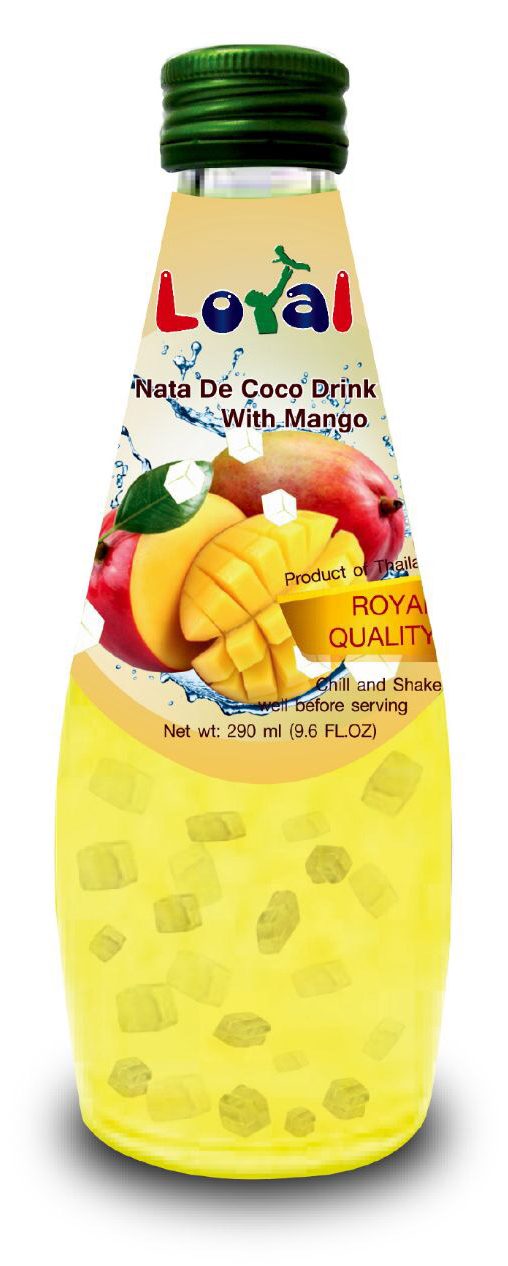 Loyal
Nata De Coco Drink
With Mango
Product of Thaila
ROYAL
QUALITY
Chill and Shake
well before serving
Net wt: 290 ml (9.6 FL.OZ)